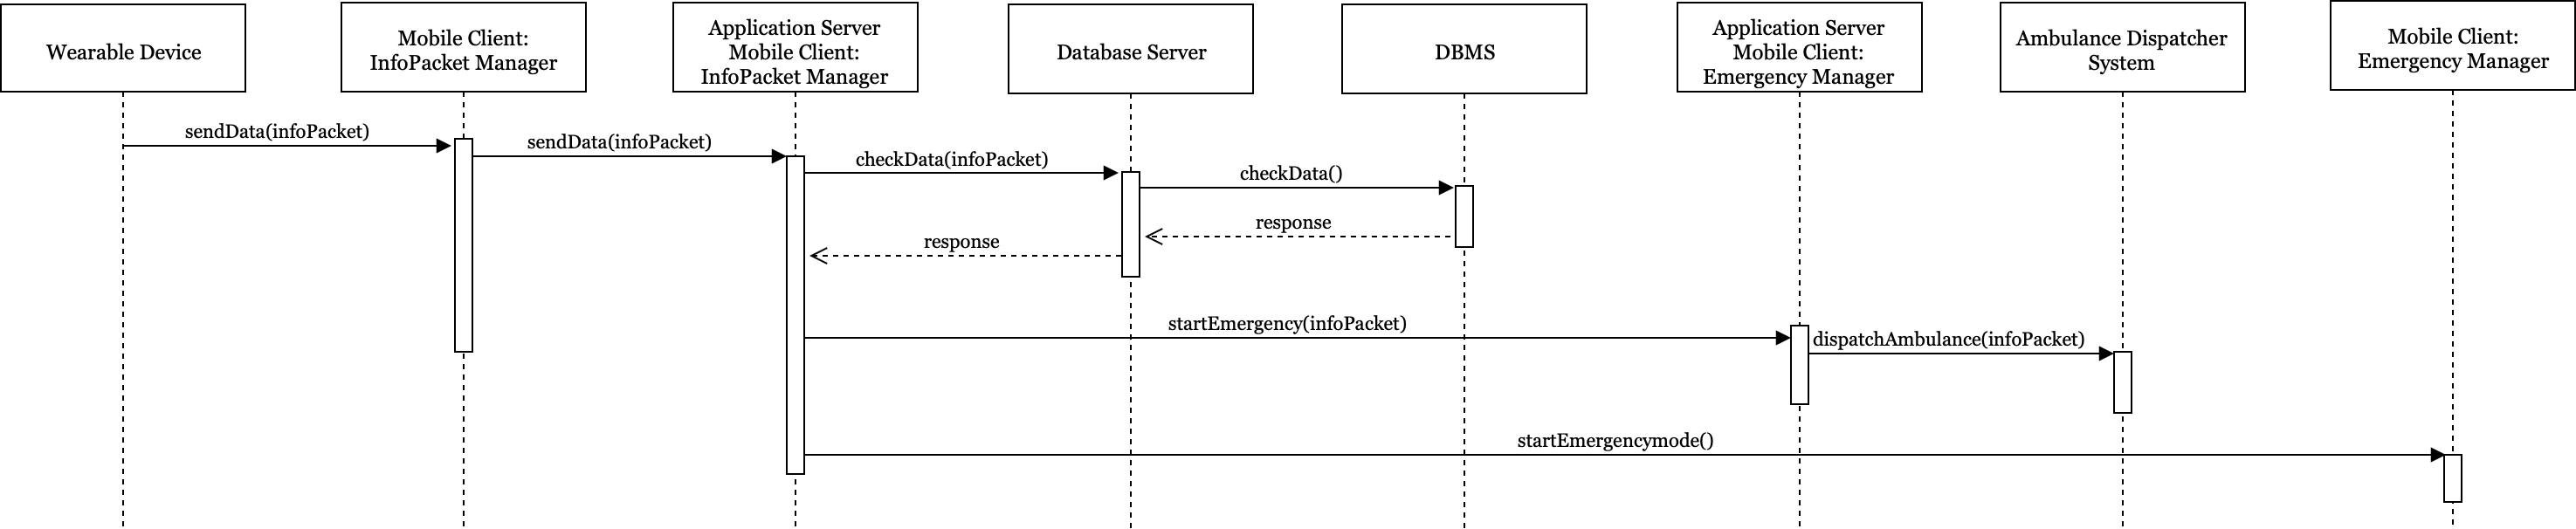 Wearable Device
Mobile Client:
InfoPacket Manager
Application Server
Mobile Client:
InfoPacket Manager
Database Server
DBMS
Application Server
Mobile Client:
Emergency Manager
Ambulance Dispatcher
System
Mobile Client:
Emergency Manager
sendData(infoPacket)
sendData(infoPacket)
checkData(infoPacket)
checkData()
response
response
startEmergency(infoPacket)
dispatchAmbulance(infoPacket)
startEmergencymode()